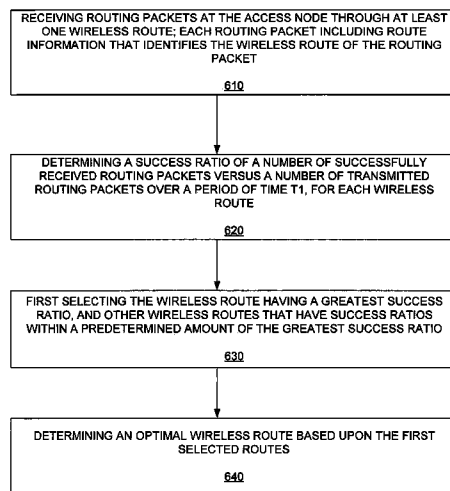 RECEIVING ROUTING PACKETS AT THE ACCESS NODE THROUGH AT LEAST
ONE WIRELESS ROUTE; EACH ROUTING PACKET INCLUDING ROUTE
INFORMATION THAT IDENTIFIES THE WIRELESS ROUTE OF THE ROUTING
PACKET
610
DETERMINING A SUCCESS RATIO OF A NUMBER OF SUCCESSFULLY
RECEIVED ROUTING PACKETS VERSUS A NUMBER OF TRANSMITTED
ROUTING PACKETS OVER A PERIOD OF TIME T1, FOR EACH WIRELESS
ROUTE
620
FIRST SELECTING THE WIRELESS ROUTE HAVING A GREATEST SUCCESS
RATIO, AND OTHER WIRELESS ROUTES THAT HAVE SUCCESS RATIOS
WITHIN A PREDETERMINED AMOUNT OF THE GREATEST SUCCESS RATIO
630
DETERMINING AN OPTIMAL WIRELESS ROUTE BASED UPON THE FIRST
SELECTED ROUTES
640